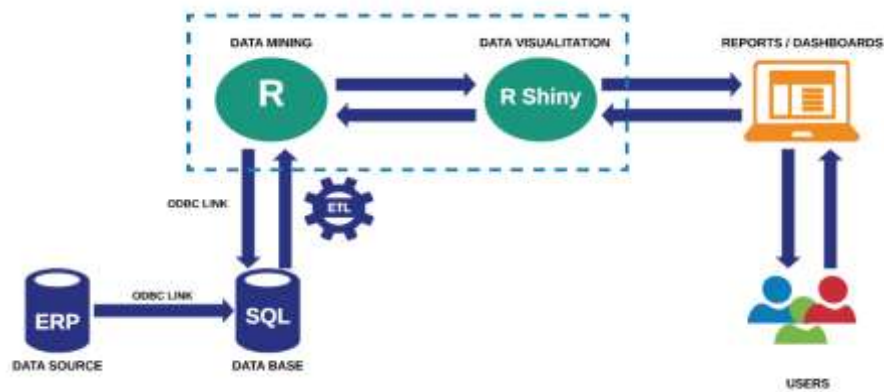 DATA MINING
DATA VISUALITATION
REPORTS / DASHBOARDS
R
R Shiny
ODBC LINK
ETL
ODBC LINK
ERP
SQL
DATA SOURCE
DATA BASE
USERS